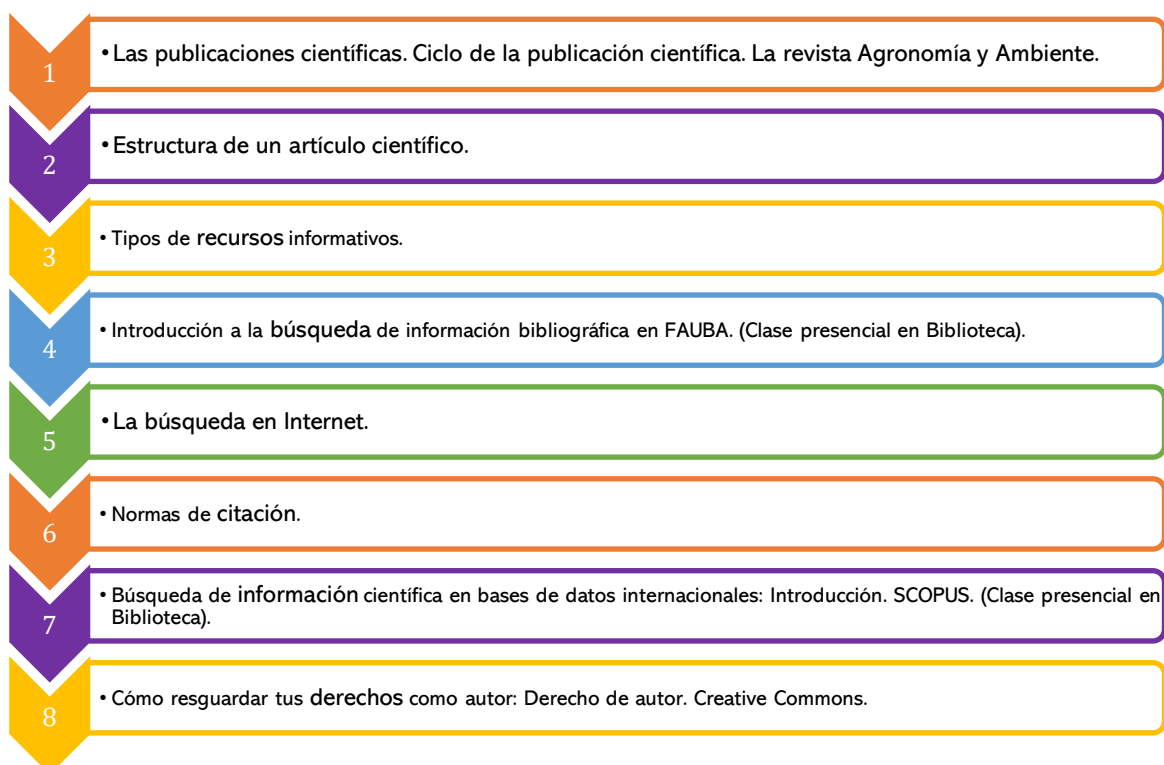 1
• Las publicaciones científicas. Ciclo de la publicación científica. La revista Agronomía y Ambiente.
2
• Estructura de un artículo científico.
3
• Tipos de recursos informativos.
4
• Introducción a la búsqueda de información bibliográfica en FAUBA. (Clase presencial en Biblioteca).
5
• La búsqueda en Internet.
6
• Normas de citación.
7
• Búsqueda de información científica en bases de datos internacionales: Introducción. SCOPUS. (Clase presencial en
Biblioteca).
8
• Cómo resguardar tus derechos como autor: Derecho de autor. Creative Commons.